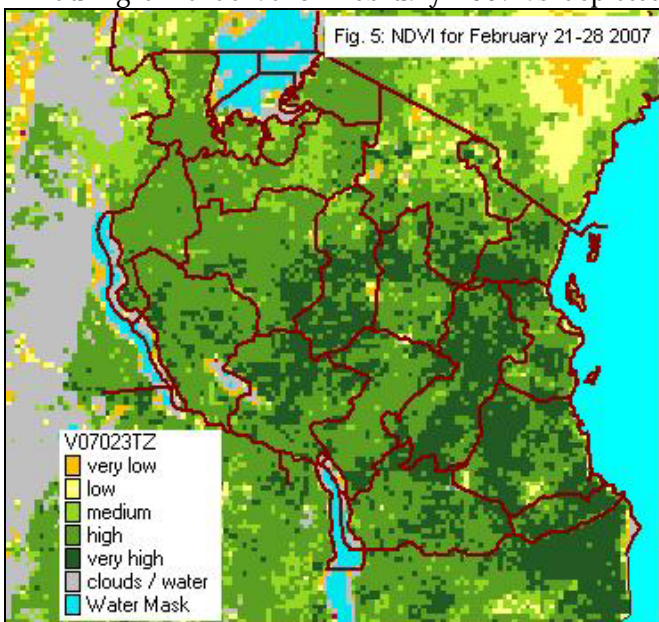 Fig. 5: NDVI for February 21-28 2007
V07023TZ
very low
low
medium
high
very high
clouds / water
Water Mask